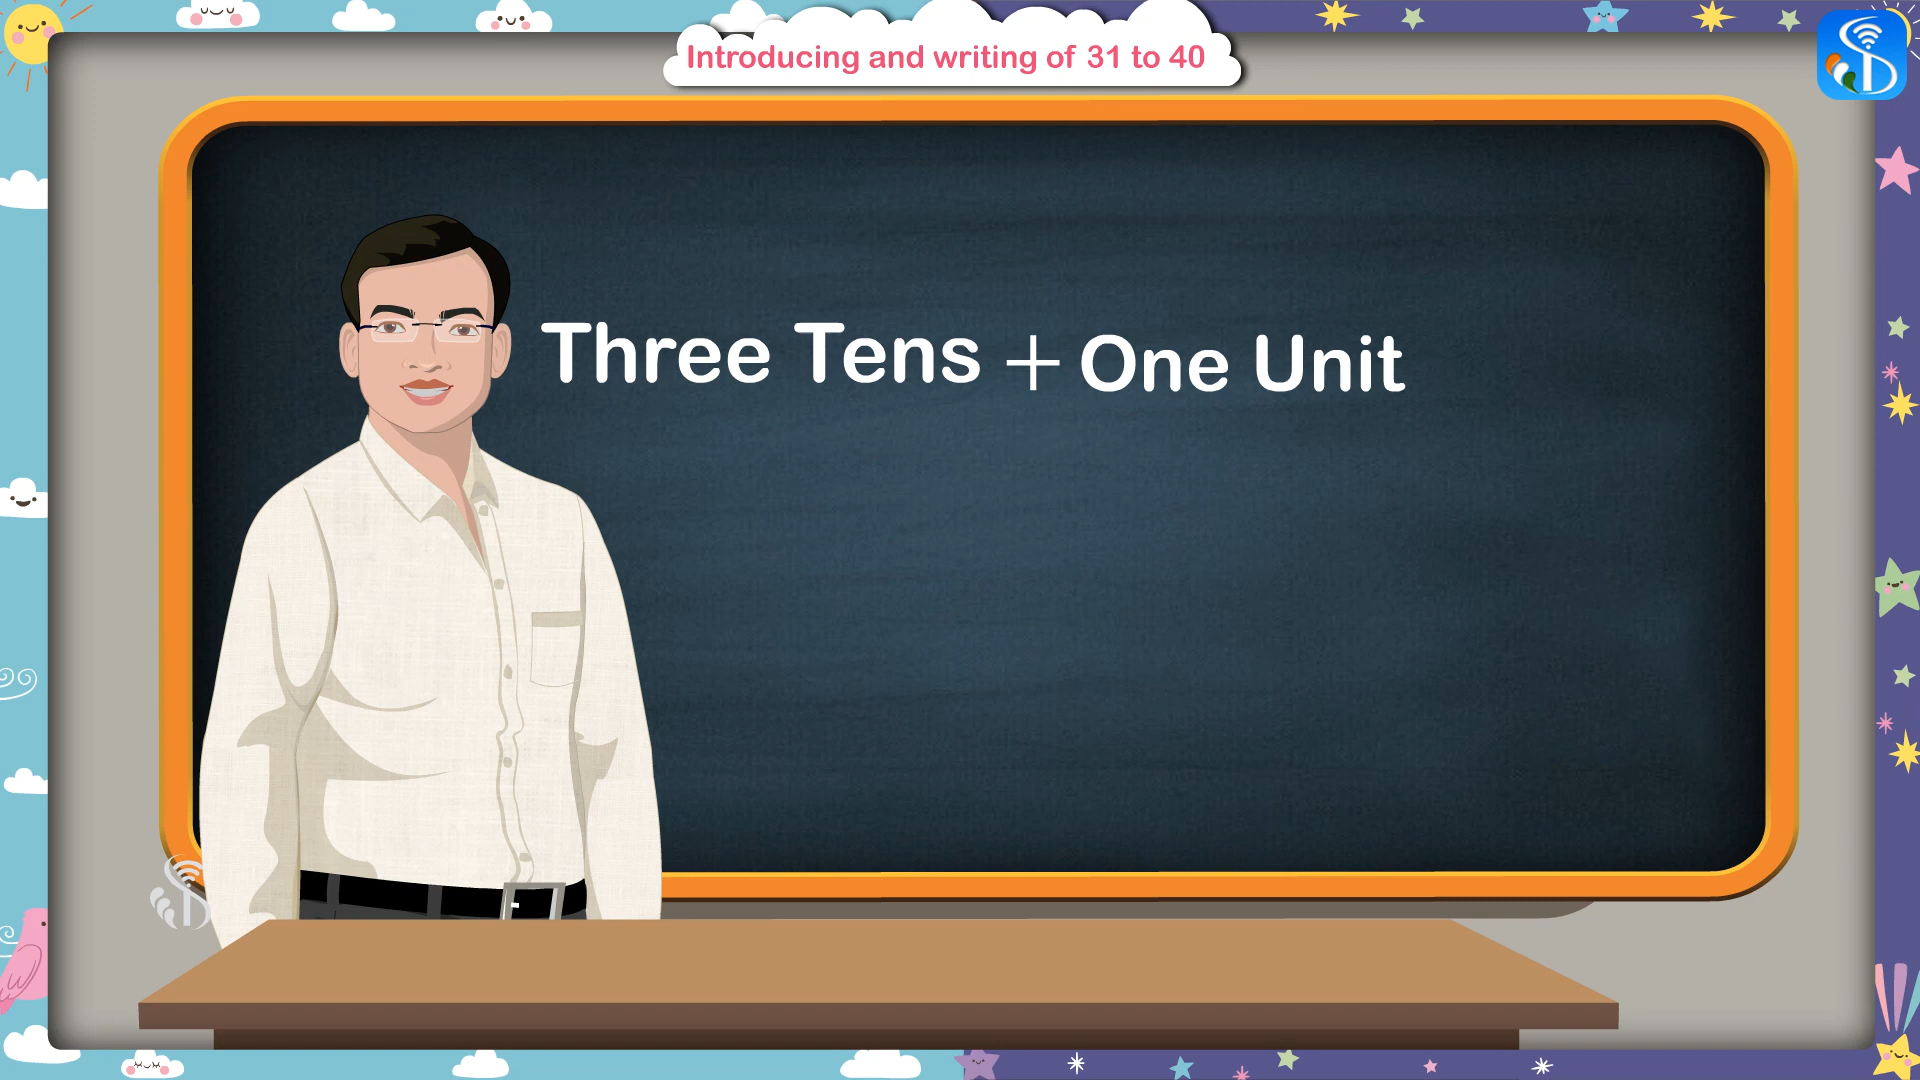 Introducing and writing of 31 to 40
Three Tens + One Unit